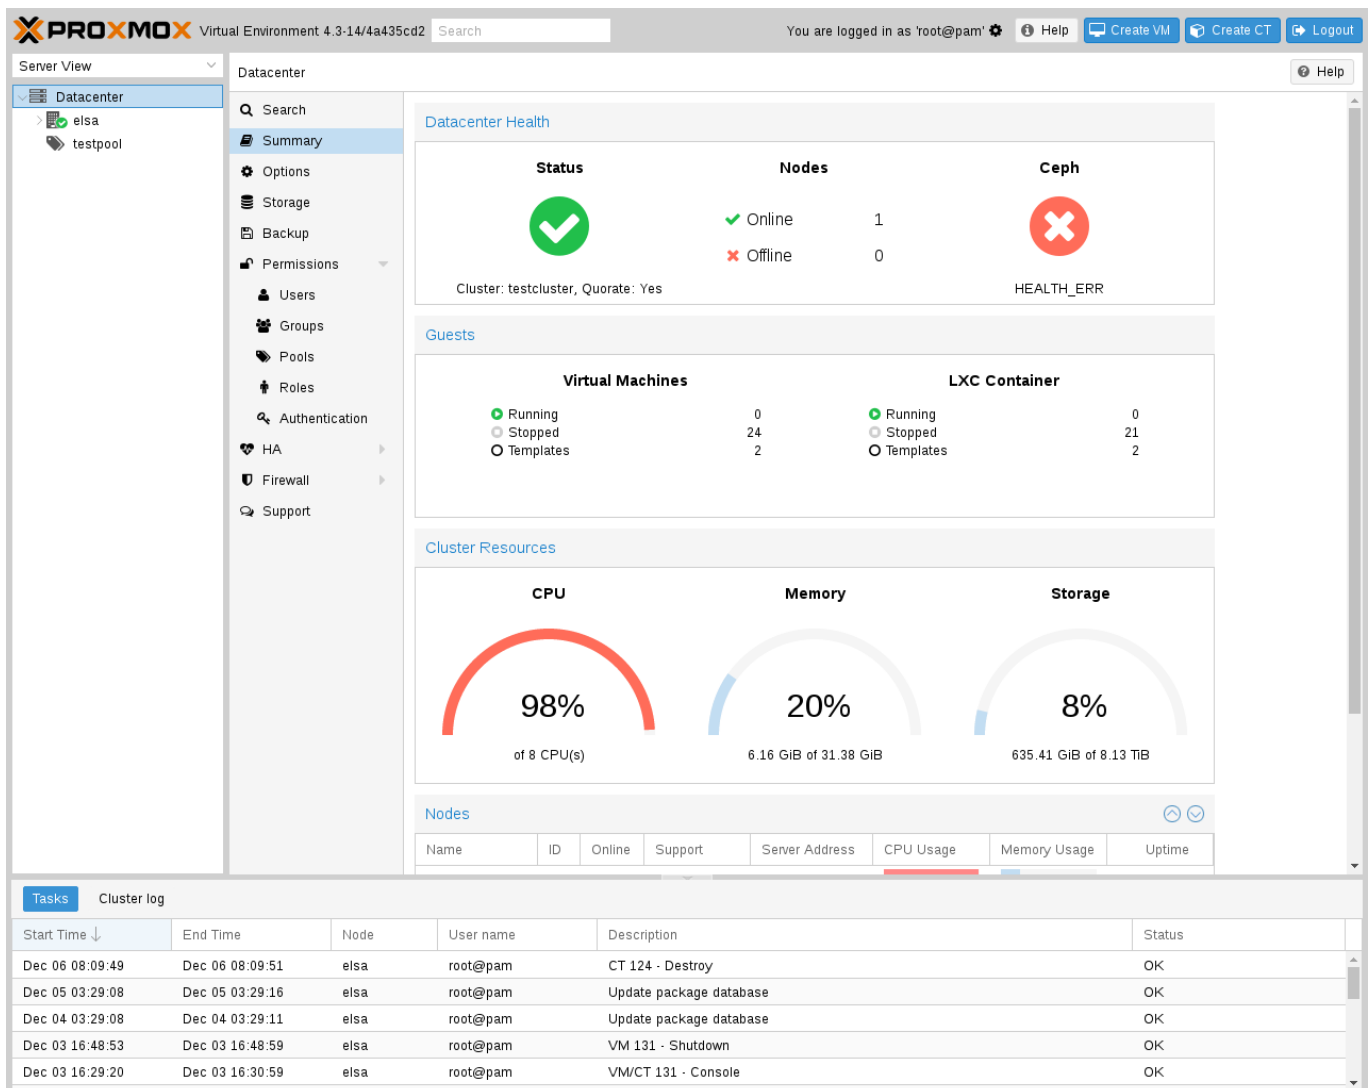 PROXMOX Virtual Environment 4.3-14/4a435cd2 Search You are logged in as 'root@pam' Help Create VM Create CT Logout
Server View
Datacenter
elsa
testpool
Datacenter Help
Search
Summary
Options
Storage
Backup
Permissions
Users
Groups
Pools
Roles
Authentication
HA
Firewall
Support
Datacenter Health
Status Nodes Ceph
Online 1
Offline 0
Cluster: testcluster, Quorate: Yes HEALTH_ERR
Guests
Virtual Machines LXC Container
Running 0 Running 0
Stopped 24 Stopped 21
Templates 2 Templates 2
Cluster Resources
CPU Memory Storage
98% 20% 8%
of 8 CPU(s) 6.16 GiB of 31.38 GiB 635.41 GiB of 8.13 TiB
Nodes
Name ID Online Support Server Address CPU Usage Memory Usage Uptime
Tasks Cluster log
Start Time End Time Node User name Description Status
Dec 06 08:09:49 Dec 06 08:09:51 elsa root@pam CT 124 - Destroy OK
Dec 05 03:29:08 Dec 05 03:29:16 elsa root@pam Update package database OK
Dec 04 03:29:08 Dec 04 03:29:11 elsa root@pam Update package database OK
Dec 03 16:48:53 Dec 03 16:48:59 elsa root@pam VM 131 - Shutdown OK
Dec 03 16:29:20 Dec 03 16:30:59 elsa root@pam VM/CT 131 - Console OK